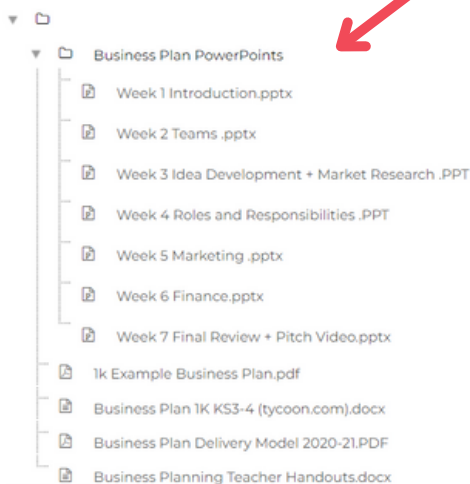 Business Plan PowerPoints
Week 1 Introduction.pptx
Week 2 Teams .pptx
Week 3 Idea Development + Market Research .PPT
Week 4 Roles and Responsibilities .PPT
Week 5 Marketing .pptx
Week 6 Finance.pptx
Week 7 Final Review + Pitch Video.pptx
1k Example Business Plan.pdf
Business Plan 1K KS3-4 (tycoon.com).docx
Business Plan Delivery Model 2020-21.PDF
Business Planning Teacher Handouts.docx